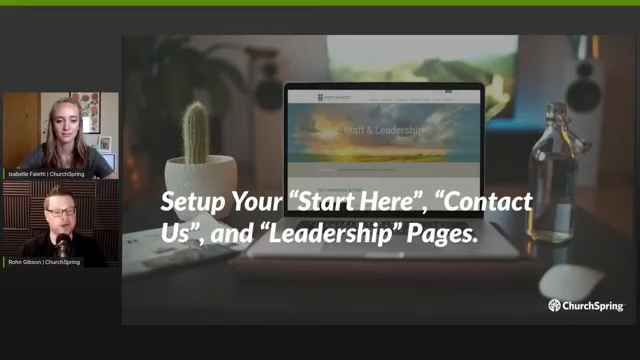 Staff & Leadership
Setup Your “Start Here”, “Contact
Us”, and “Leadership” Pages.
Isabelle Faletti | ChurchSpring
Rohn Gibson | ChurchSpring
ChurchSpring